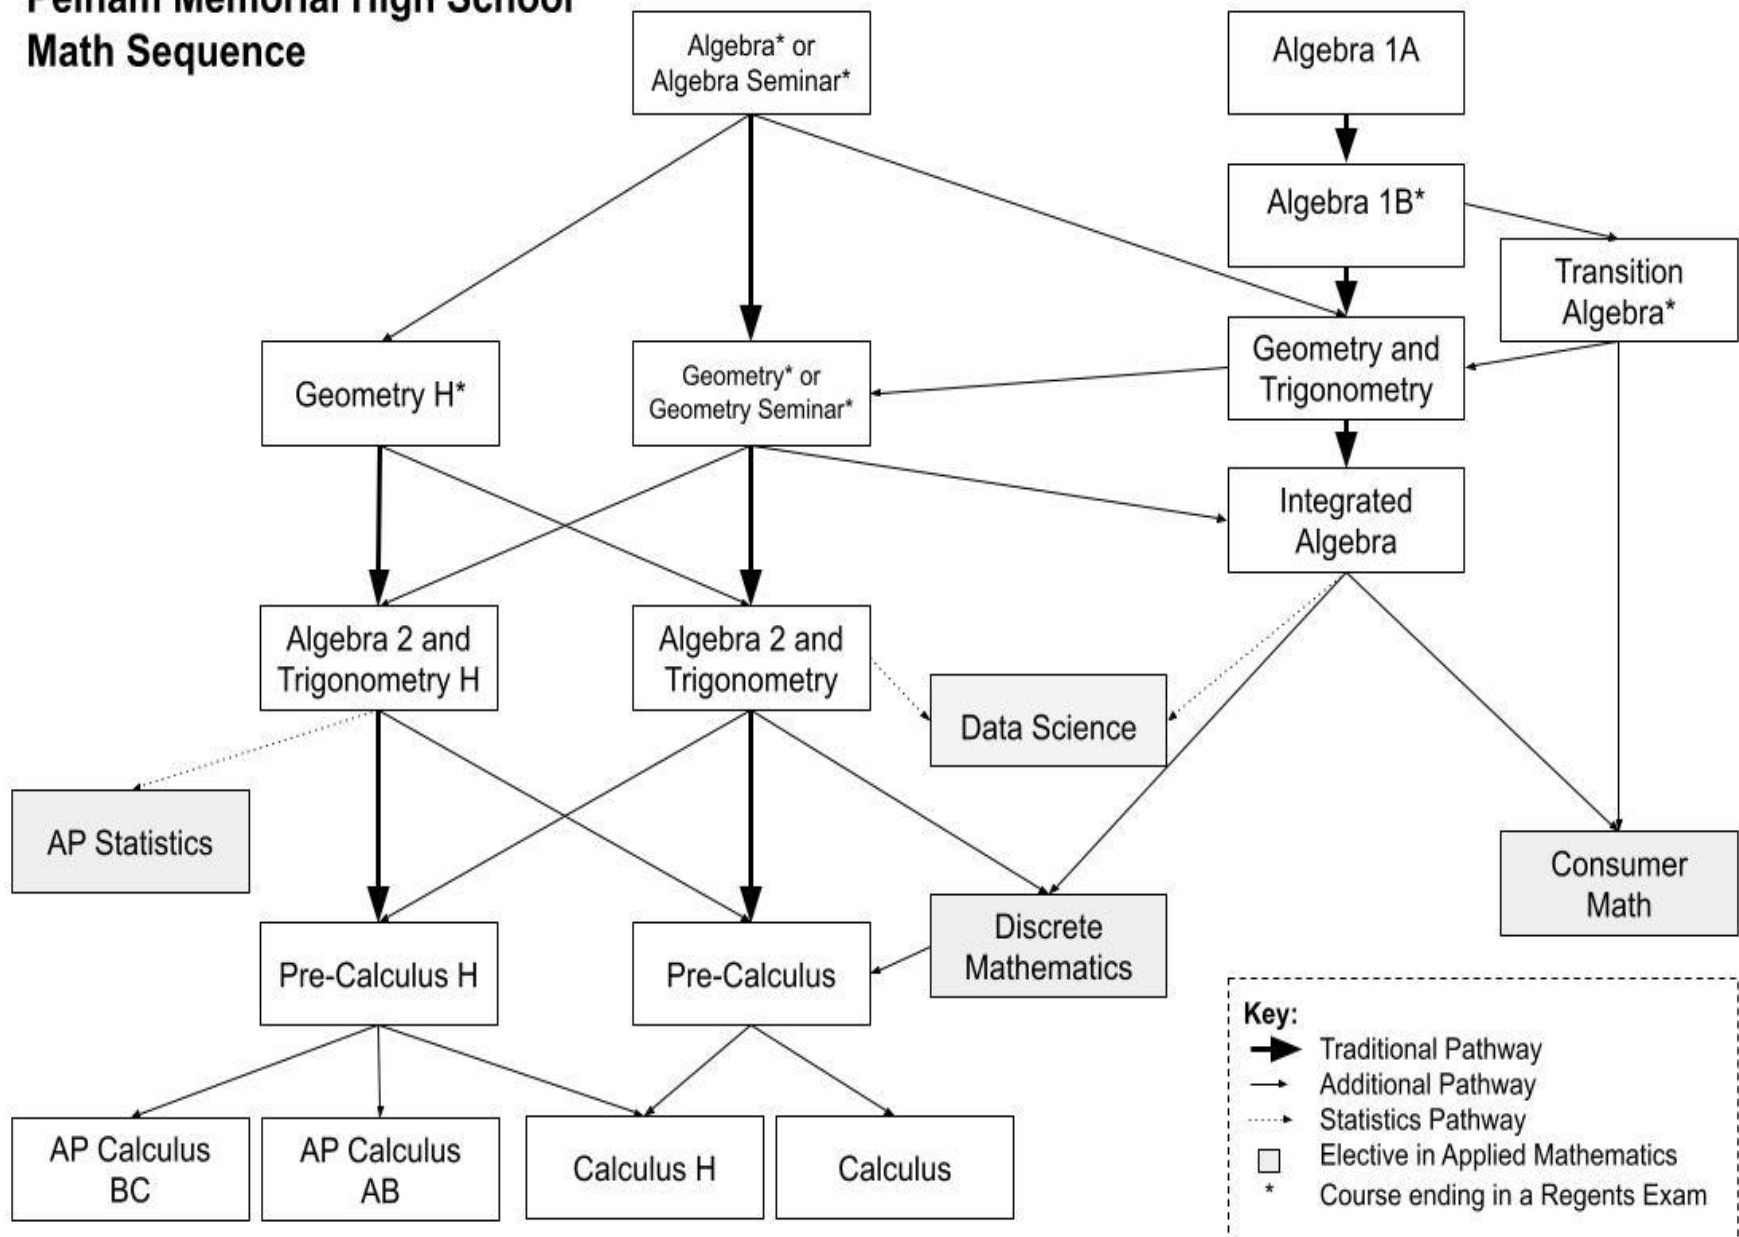 Pelham Memorial High School
Math Sequence
Algebra* or
Algebra Seminar*
Algebra 1A
Algebra 1B*
Transition
Algebra*
Geometry H*
Geometry* or
Geometry Seminar*
Geometry and
Trigonometry
Integrated
Algebra
Algebra 2 and
Trigonometry H
Algebra 2 and
Trigonometry
Data Science
AP Statistics
Consumer
Math
Pre-Calculus H
Pre-Calculus
Discrete
Mathematics
AP Calculus
BC
AP Calculus
AB
Calculus H
Calculus
Key:
Traditional Pathway
Additional Pathway
Statistics Pathway
Elective in Applied Mathematics
* Course ending in a Regents Exam